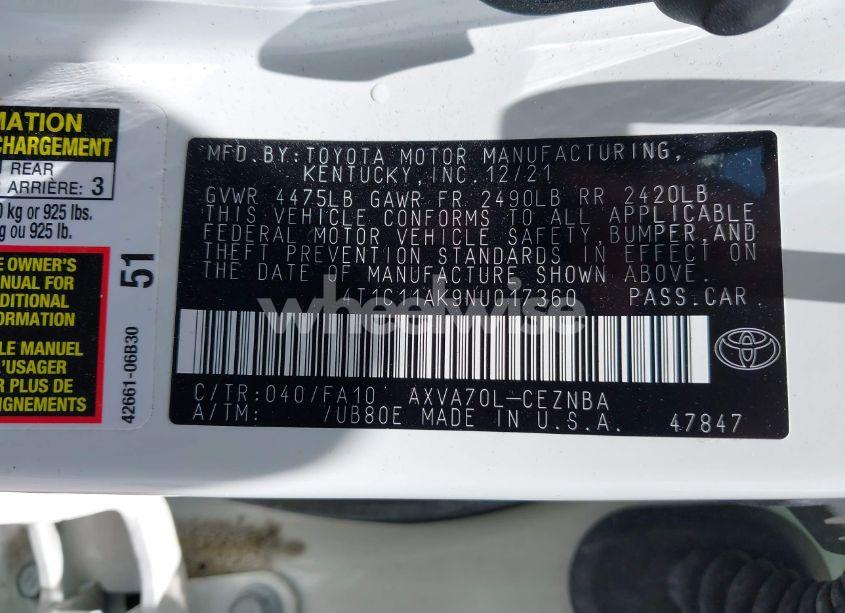 MATION
CHARGEMENT
REAR
ARRIÈRE: 3
0 kg or 925 lbs.
kg ou 925 lb.
E OWNER'S
MANUAL FOR
DITIONAL
FORMATION
LE MANUEL
L'USAGER
R PLUS DE
IGNEMENTS
51
42661-06B30
MFD.BY:TOYOTA MOTOR MANUFACTURING,
KENTUCKY,INC.12/21
GVWR 4475LB GAWR FR 2490LB RR 2420LB
THIS VEHICLE CONFORMS TO ALL APPLICABLE
FEDERAL MOTOR VEHICLE SAFETY,BUMPER,AND
THEFT PREVENTION STANDARDS IN EFFECT ON
THE DATE OF MANUFACTURE SHOWN ABOVE.
4T1C11AK9NU017360 PASS.CAR
wheelwise
C/TR:040/FA10 AXVA70L-CEZNBA
A/TM: /UB80E MADE IN U.S.A. 47847